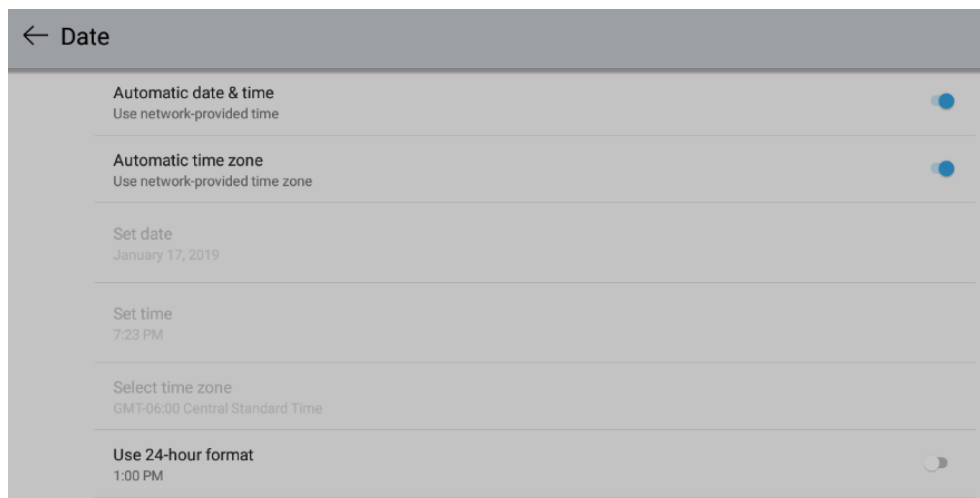 Date
Automatic date & time
Use network-provided time
Automatic time zone
Use network-provided time zone
Set date
January 17, 2019
Set time
7:23 PM
Select time zone
GMT-06:00 Central Standard Time
Use 24-hour format
1:00 PM